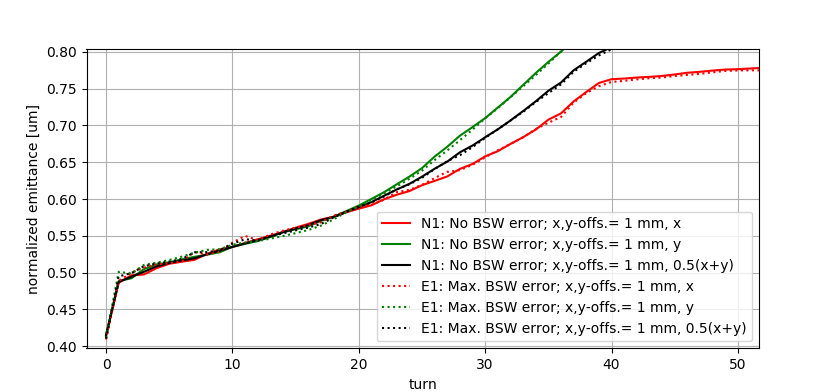 0.80
0.75
0.70
0.65
0.60
0.55
0.50
0.45
0.40
normalized emittance [um]
N1: No BSW error; x,y-offs.= 1 mm, x
N1: No BSW error; x,y-offs.= 1 mm, y
N1: No BSW error; x,y-offs.= 1 mm, 0.5(x+y)
E1: Max. BSW error; x,y-offs.= 1 mm, x
E1: Max. BSW error; x,y-offs.= 1 mm, y
E1: Max. BSW error; x,y-offs.= 1 mm, 0.5(x+y)
0 10 20 30 40 50
turn